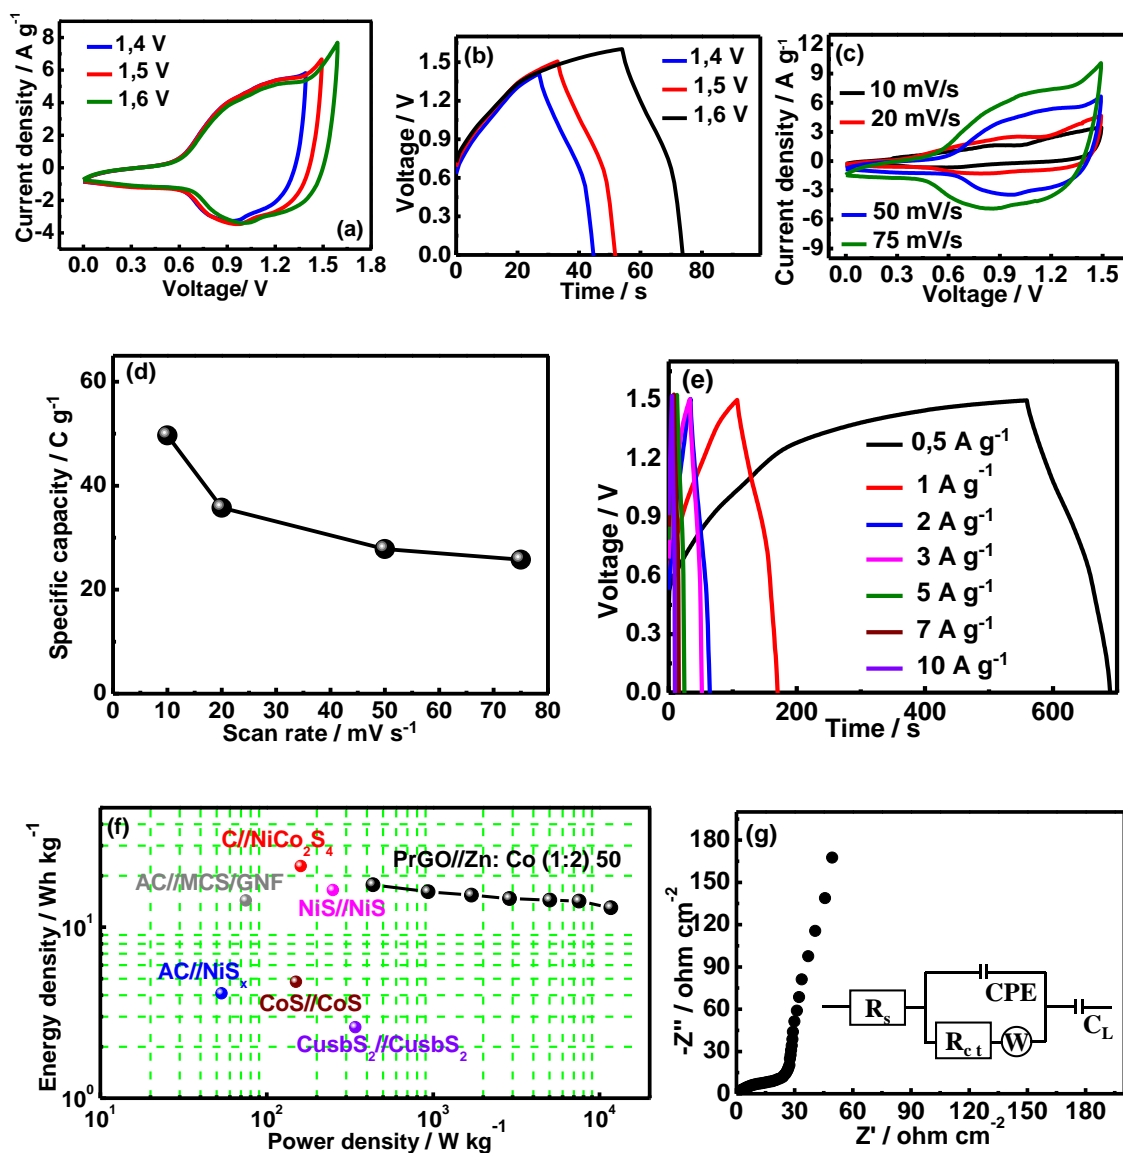 (a)
Current density / A g⁻¹
8
6
4
2
0
-2
-4
1,4 V
1,5 V
1,6 V
0.0 0.3 0.6 0.9 1.2 1.5 1.8
Voltage/ V
(b)
Voltage / V
1.8
1.5
1.2
0.9
0.6
0.3
0.0
1,4 V
1,5 V
1,6 V
0 20 40 60 80
Time / s
(c)
Current density / A g⁻¹
12
9
6
3
0
-3
-6
-9
10 mV/s
20 mV/s
50 mV/s
75 mV/s
0.0 0.3 0.6 0.9 1.2 1.5
Voltage / V
(d)
Specific capacity / C g⁻¹
60
40
20
0
0 10 20 30 40 50 60 70 80
Scan rate / mV s⁻¹
(e)
Voltage / V
1.5
1.2
0.9
0.6
0.3
0.0
0,5 A g⁻¹
1 A g⁻¹
2 A g⁻¹
3 A g⁻¹
5 A g⁻¹
7 A g⁻¹
10 A g⁻¹
0 200 400 600
Time / s
(f)
Energy density / Wh kg⁻¹
10¹
10⁰
C//NiCo₂S₄
PrGO//Zn: Co (1:2) 50
AC//MCS/GNF
NiS//NiS
AC//NiSₓ
CoS//CoS
CusbS₂//CusbS₂
10¹ 10² 10³ 10⁴
Power density / W kg⁻¹
(g)
-Z'' / ohm cm⁻²
180
150
120
90
60
30
0
CPE
Rₛ
C_L
R_c t
W
0 30 60 90 120 150 180
Z' / ohm cm⁻²